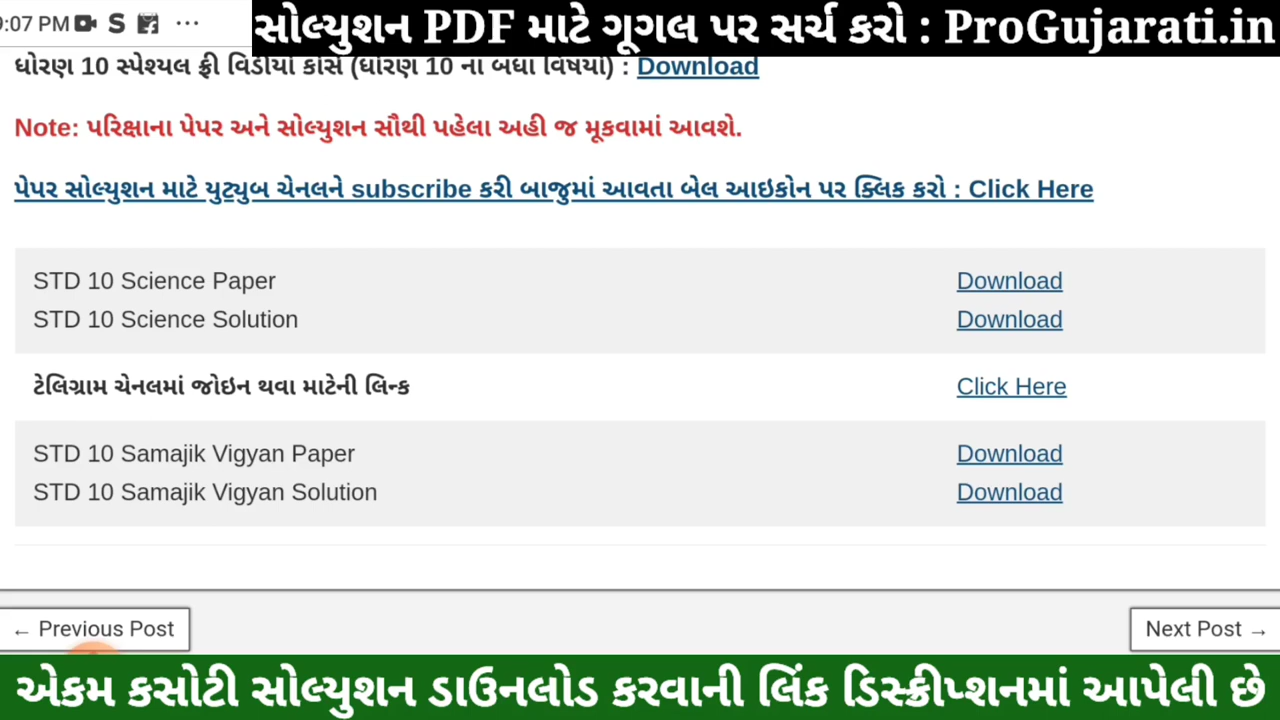 9:07 PM S ...
સોલ્યુશન PDF માટે ગૂગલ પર સર્ચ કરો : ProGujarati.in
ધોરણ 10 સ્પેશ્યલ ફ્રી વિડીયો કોર્સ (ધોરણ 10 ના બધા વિષયો) : Download
Note: પરિક્ષાના પેપર અને સોલ્યુશન સૌથી પહેલા અહી જ મૂકવામાં આવશે.
પેપર સોલ્યુશન માટે યુટ્યુબ ચેનલને subscribe કરી બાજુમાં આવતા બેલ આઇકોન પર ક્લિક કરો : Click Here
STD 10 Science Paper Download
STD 10 Science Solution Download
ટેલિગ્રામ ચેનલમાં જોઇન થવા માટેની લિન્ક Click Here
STD 10 Samajik Vigyan Paper Download
STD 10 Samajik Vigyan Solution Download
← Previous Post Next Post →
એકમ કસોટી સોલ્યુશન ડાઉનલોડ કરવાની લિંક ડિસ્ક્રીપ્શનમાં આપેલી છે